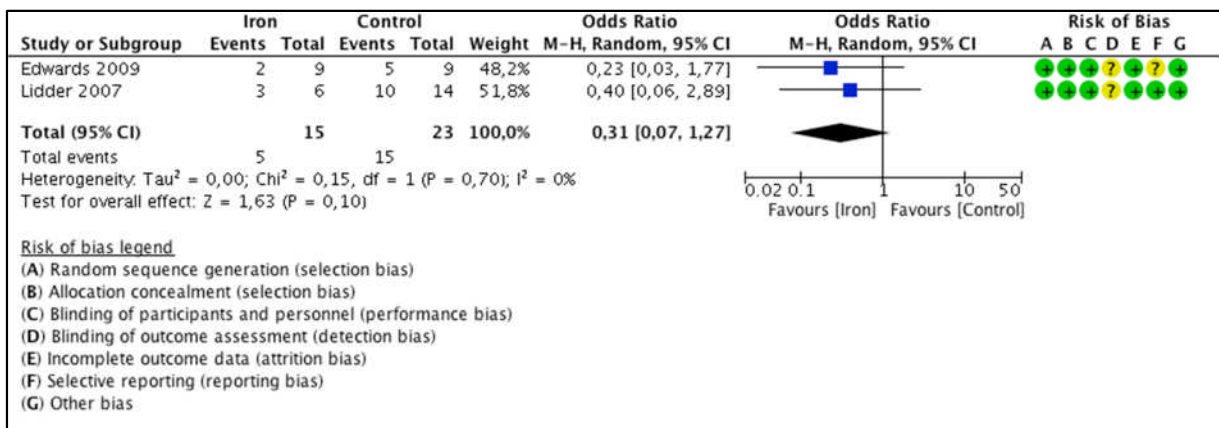 Iron Control Odds Ratio Odds Ratio Risk of Bias
Study or Subgroup Events Total Events Total Weight M-H, Random, 95% CI M-H, Random, 95% CI A B C D E F G
Edwards 2009 2 9 5 9 48,2% 0,23 [0,03, 1,77] + + + ? + ? +
Lidder 2007 3 6 10 14 51,8% 0,40 [0,06, 2,89] + + + ? + + +
Total (95% CI) 15 23 100,0% 0,31 [0,07, 1,27]
Total events 5 15
Heterogeneity: Tau² = 0,00; Chi² = 0,15, df = 1 (P = 0,70); I² = 0%
Test for overall effect: Z = 1,63 (P = 0,10)
0.02 0.1 1 10 50
Favours [Iron] Favours [Control]
Risk of bias legend
(A) Random sequence generation (selection bias)
(B) Allocation concealment (selection bias)
(C) Blinding of participants and personnel (performance bias)
(D) Blinding of outcome assessment (detection bias)
(E) Incomplete outcome data (attrition bias)
(F) Selective reporting (reporting bias)
(G) Other bias